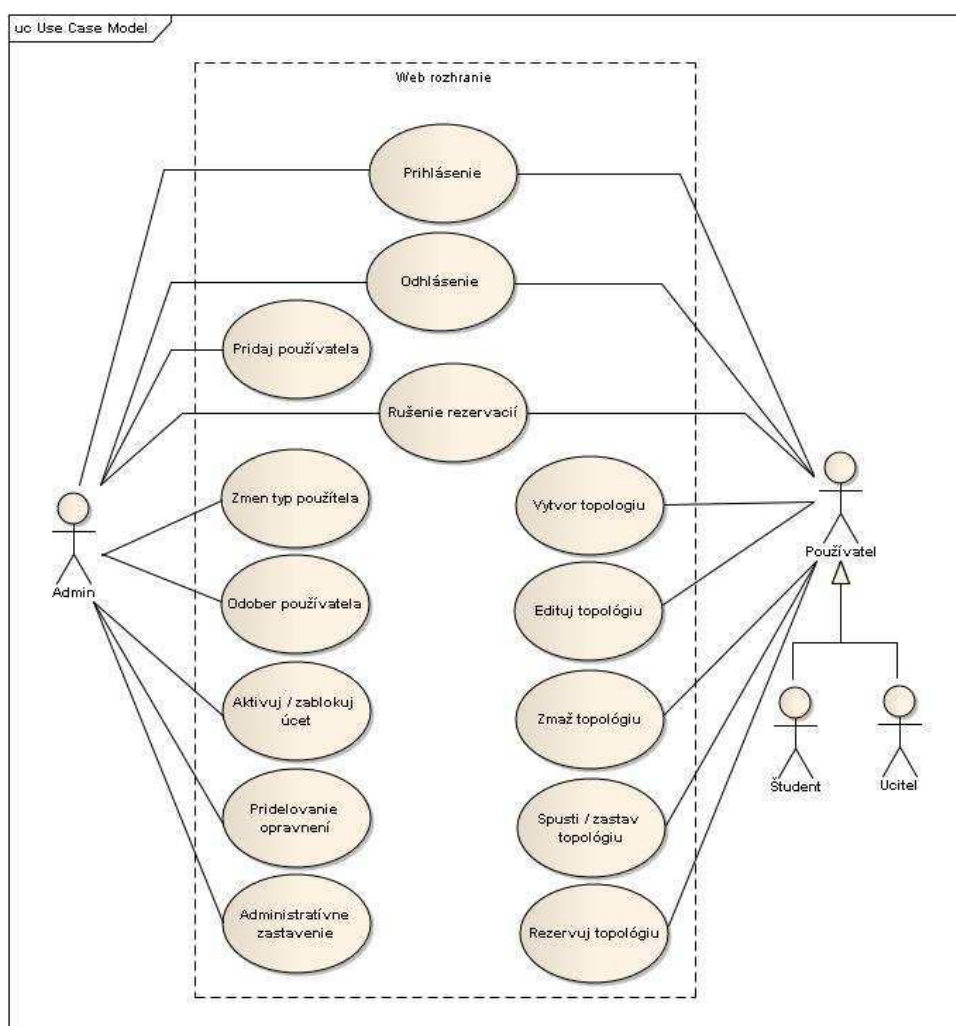 uc Use Case Model
Web rozhranie
Prihlásenie
Odhlásenie
Pridaj používatela
Rušenie rezervacií
Zmen typ použítela
Vytvor topologiu
Admin
Používatel
Odober používatela
Edituj topológiu
Aktivuj / zablokuj
úcet
Zmaž topológiu
Študent
Ucitel
Pridelovanie
opravnení
Spusti / zastav
topológiu
Administratívne
zastavenie
Rezervuj topológiu